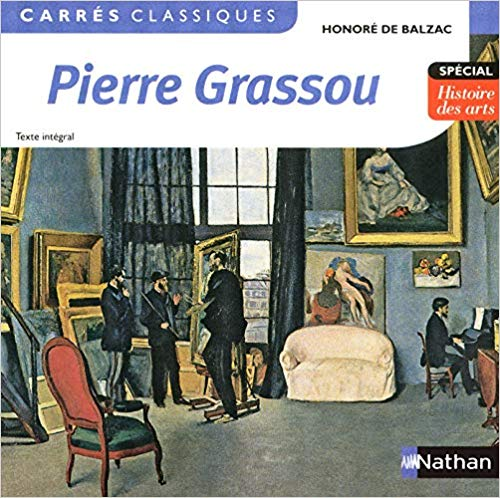 CARRÉS CLASSIQUES
HONORÉ DE BALZAC
Pierre Grassou
SPÉCIAL
Histoire
des arts
Texte intégral
Nathan